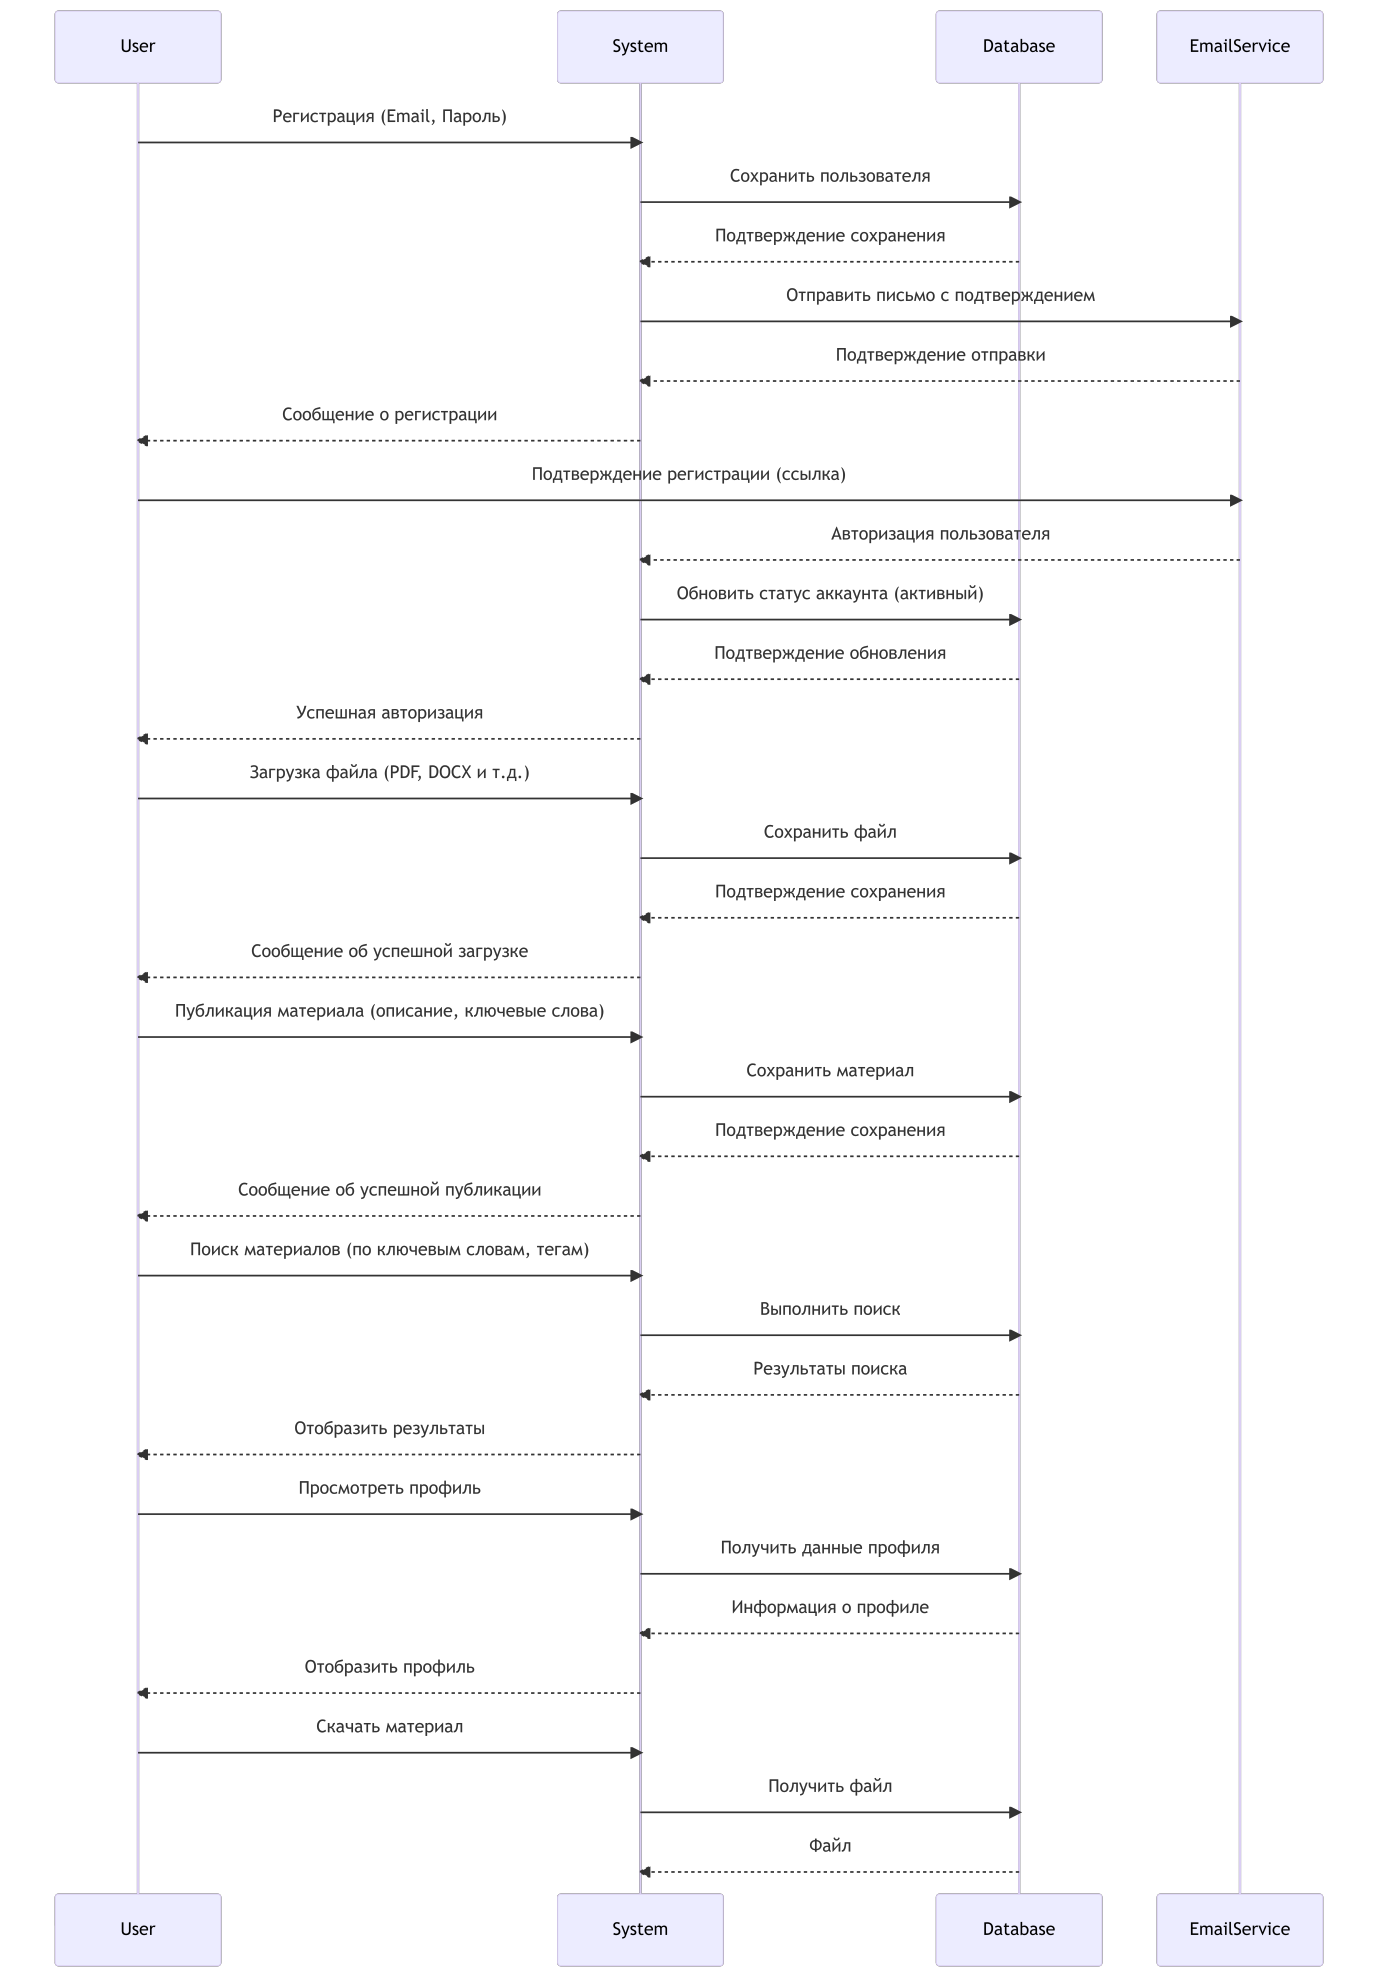 User
System
Database
EmailService
Регистрация (Email, Пароль)
Сохранить пользователя
Подтверждение сохранения
Отправить письмо с подтверждением
Подтверждение отправки
Сообщение о регистрации
Подтверждение регистрации (ссылка)
Авторизация пользователя
Обновить статус аккаунта (активный)
Подтверждение обновления
Успешная авторизация
Загрузка файла (PDF, DOCX и т.д.)
Сохранить файл
Подтверждение сохранения
Сообщение об успешной загрузке
Публикация материала (описание, ключевые слова)
Сохранить материал
Подтверждение сохранения
Сообщение об успешной публикации
Поиск материалов (по ключевым словам, тегам)
Выполнить поиск
Результаты поиска
Отобразить результаты
Просмотреть профиль
Получить данные профиля
Информация о профиле
Отобразить профиль
Скачать материал
Получить файл
Файл
User
System
Database
EmailService